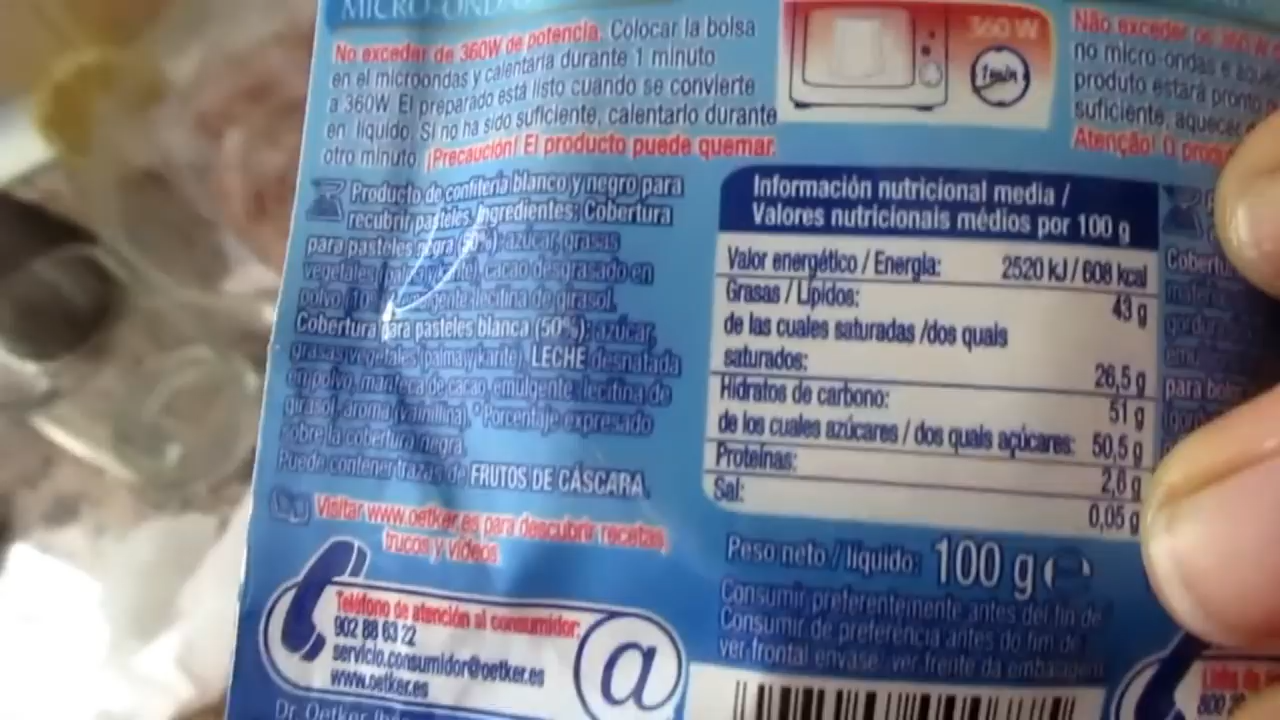 MICRO-ONDAS
No exceder de 360W de potencia. Colocar la bolsa
en el microondas y calentarla durante 1 minuto
a 360W. El preparado está listo cuando se convierte
en líquido. Si no ha sido suficiente, calentarlo durante
otro minuto. ¡Precaución! El producto puede quemar.
360 W
1 min
Não exceder os 360 W
no micro-ondas e
produto estará pronto
suficiente, aquecer
Atenção! O
Producto de confitería blanco y negro para
recubrir pasteles. Ingredientes: Cobertura
para pasteles negra (50%): azúcar, grasas
vegetales (palma y karité), cacao desgrasado en
polvo emulgente: lecitina de girasol.
Cobertura para pasteles blanca (50%): azúcar,
grasas vegetales (palma y karité), LECHE desnatada
en polvo, manteca de cacao, emulgente: lecitina de
girasol, aroma (vainillina). *Porcentaje expresado
sobre la cobertura negra.
Puede contener trazas de FRUTOS DE CÁSCARA.
Visitar www.oetker.es para descubrir recetas,
trucos y vídeos
Teléfono de atención al consumidor:
902 88 63 22
servicio.consumidor@oetker.es
www.oetker.es
@
Dr. Oetker
Información nutricional media /
Valores nutricionais médios por 100 g
Valor energético / Energia: 2520 kJ / 608 kcal
Grasas / Lípidos: 43 g
de las cuales saturadas /dos quais
saturados: 26,5 g
Hidratos de carbono: 51 g
de los cuales azúcares / dos quais açúcares: 50,5 g
Proteínas: 2,6 g
Sal: 0,05 g
Peso neto / líquido: 100 g e
Consumir preferentemente antes del fin de
Consumir de preferência antes do fim de:
ver frontal envase / ver frente da embalagem
para
800